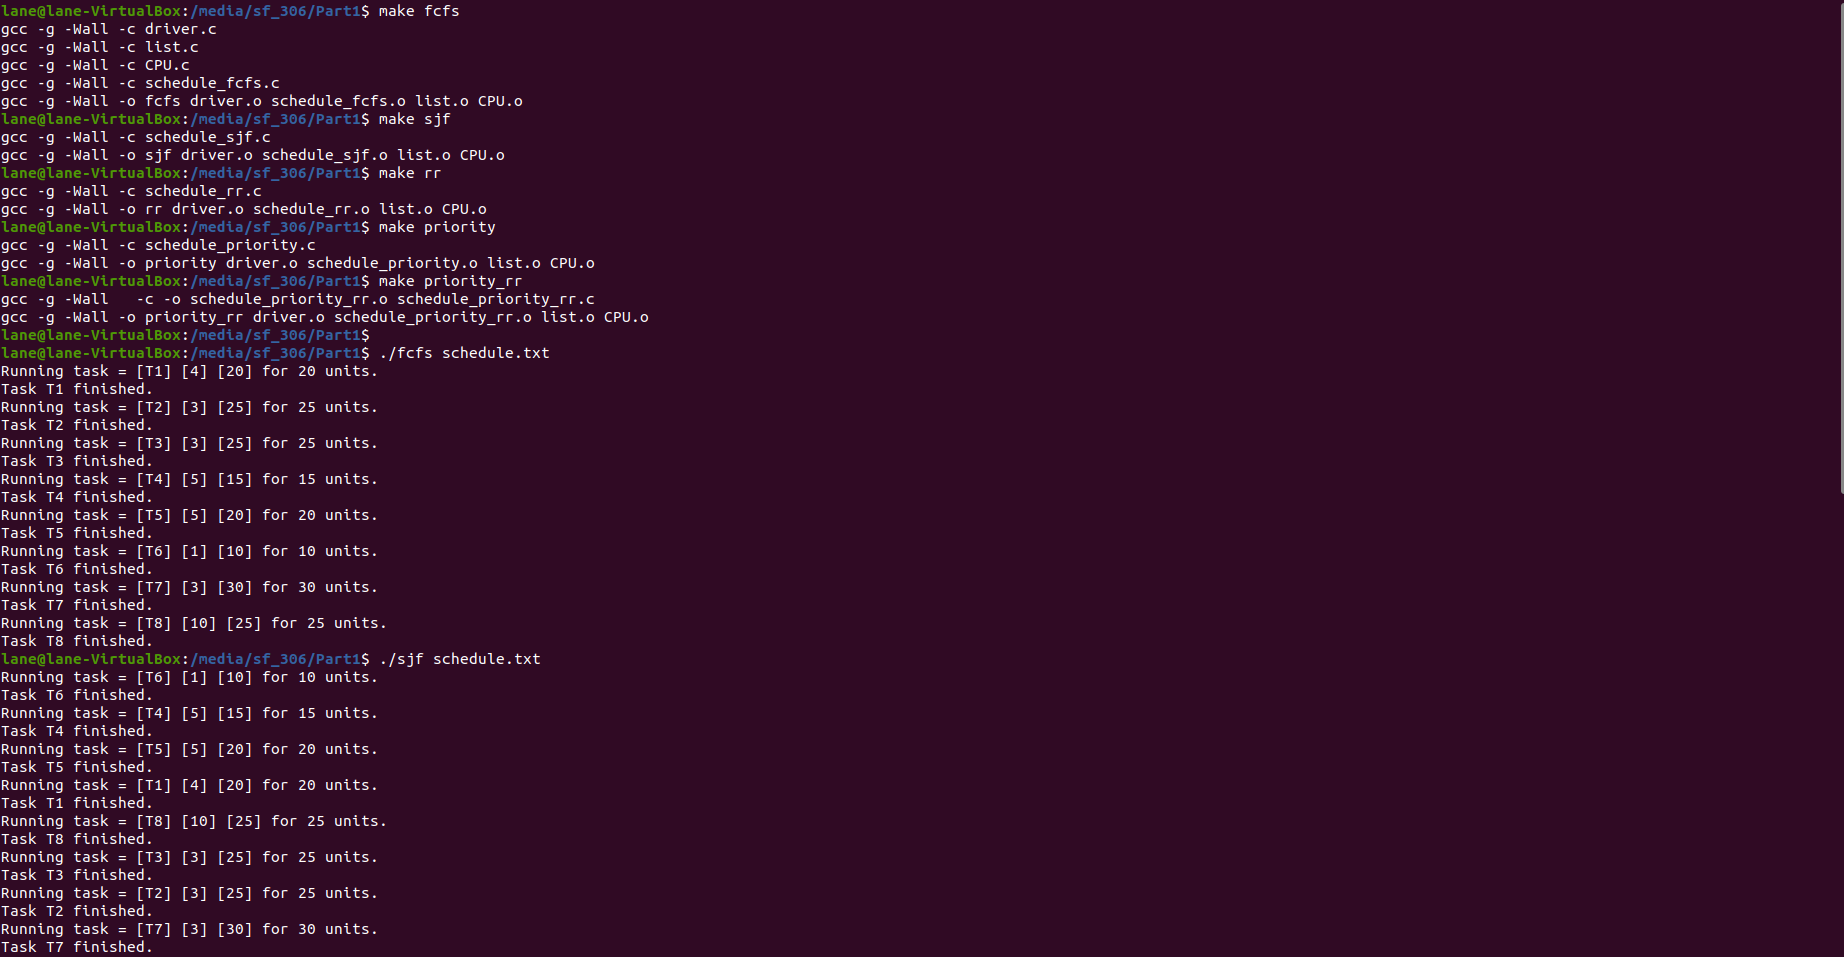 lane@lane-VirtualBox:/media/sf_306/Part1$ make fcfs
gcc -g -Wall -c driver.c
gcc -g -Wall -c list.c
gcc -g -Wall -c CPU.c
gcc -g -Wall -c schedule_fcfs.c
gcc -g -Wall -o fcfs driver.o schedule_fcfs.o list.o CPU.o
lane@lane-VirtualBox:/media/sf_306/Part1$ make sjf
gcc -g -Wall -c schedule_sjf.c
gcc -g -Wall -o sjf driver.o schedule_sjf.o list.o CPU.o
lane@lane-VirtualBox:/media/sf_306/Part1$ make rr
gcc -g -Wall -c schedule_rr.c
gcc -g -Wall -o rr driver.o schedule_rr.o list.o CPU.o
lane@lane-VirtualBox:/media/sf_306/Part1$ make priority
gcc -g -Wall -c schedule_priority.c
gcc -g -Wall -o priority driver.o schedule_priority.o list.o CPU.o
lane@lane-VirtualBox:/media/sf_306/Part1$ make priority_rr
gcc -g -Wall   -c -o schedule_priority_rr.o schedule_priority_rr.c
gcc -g -Wall -o priority_rr driver.o schedule_priority_rr.o list.o CPU.o
lane@lane-VirtualBox:/media/sf_306/Part1$
lane@lane-VirtualBox:/media/sf_306/Part1$ ./fcfs schedule.txt
Running task = [T1] [4] [20] for 20 units.
Task T1 finished.
Running task = [T2] [3] [25] for 25 units.
Task T2 finished.
Running task = [T3] [3] [25] for 25 units.
Task T3 finished.
Running task = [T4] [5] [15] for 15 units.
Task T4 finished.
Running task = [T5] [5] [20] for 20 units.
Task T5 finished.
Running task = [T6] [1] [10] for 10 units.
Task T6 finished.
Running task = [T7] [3] [30] for 30 units.
Task T7 finished.
Running task = [T8] [10] [25] for 25 units.
Task T8 finished.
lane@lane-VirtualBox:/media/sf_306/Part1$ ./sjf schedule.txt
Running task = [T6] [1] [10] for 10 units.
Task T6 finished.
Running task = [T4] [5] [15] for 15 units.
Task T4 finished.
Running task = [T5] [5] [20] for 20 units.
Task T5 finished.
Running task = [T1] [4] [20] for 20 units.
Task T1 finished.
Running task = [T8] [10] [25] for 25 units.
Task T8 finished.
Running task = [T3] [3] [25] for 25 units.
Task T3 finished.
Running task = [T2] [3] [25] for 25 units.
Task T2 finished.
Running task = [T7] [3] [30] for 30 units.
Task T7 finished.